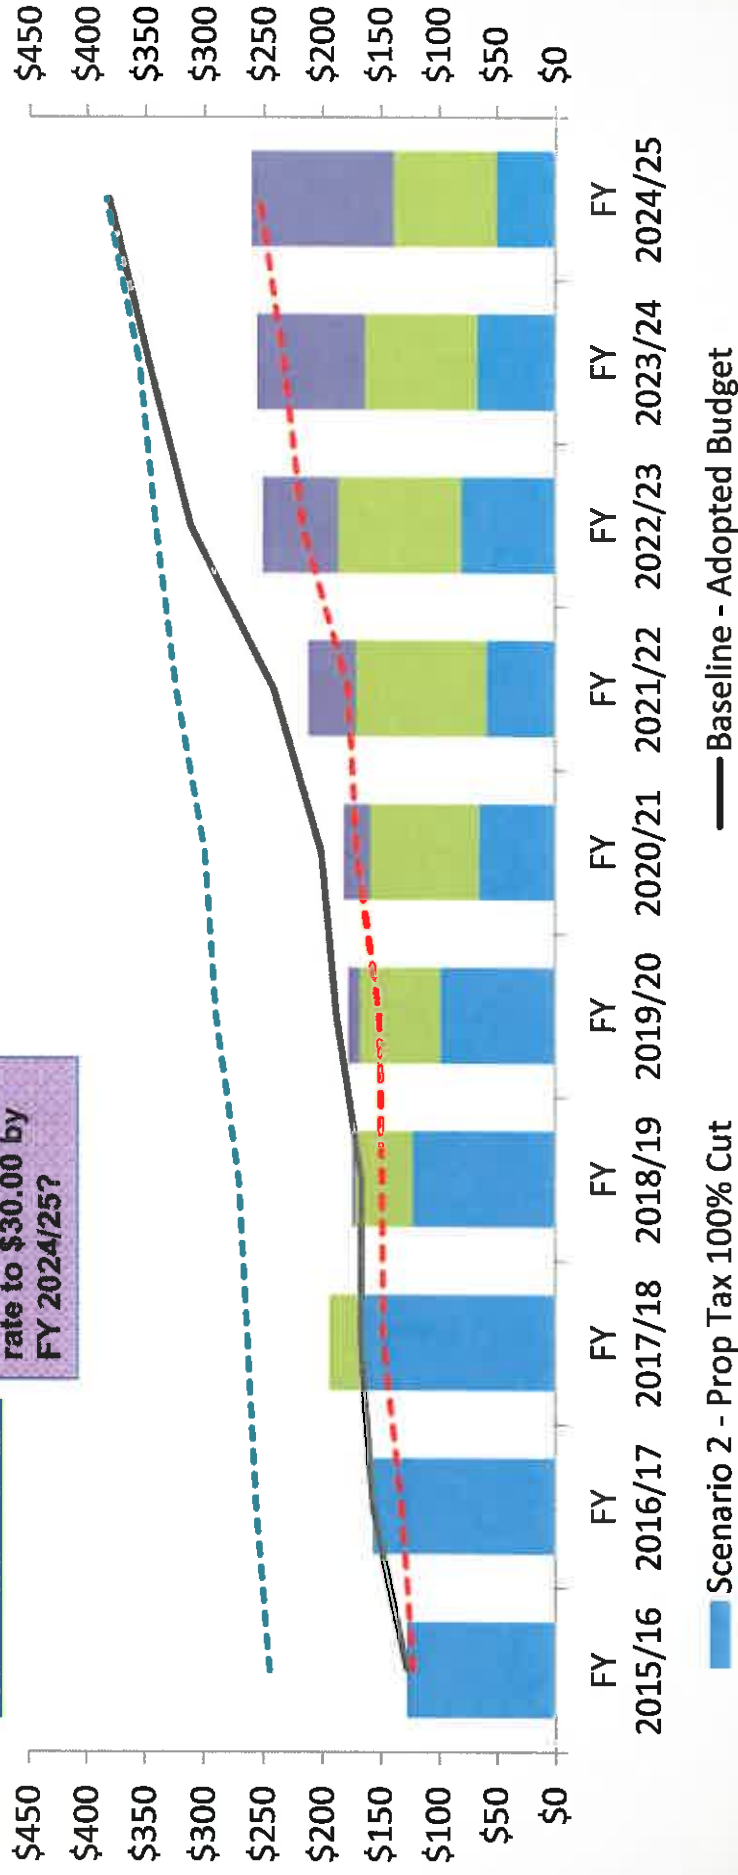 rate to $30.00 by
FY 2024/25?
$450
$400
$350
$300
$250
$200
$150
$100
$50
$0
$450
$400
$350
$300
$250
$200
$150
$100
$50
$0
FY
2015/16
FY
2016/17
FY
2017/18
FY
2018/19
FY
2019/20
FY
2020/21
FY
2021/22
FY
2022/23
FY
2023/24
FY
2024/25
Scenario 2 - Prop Tax 100% Cut
Baseline - Adopted Budget